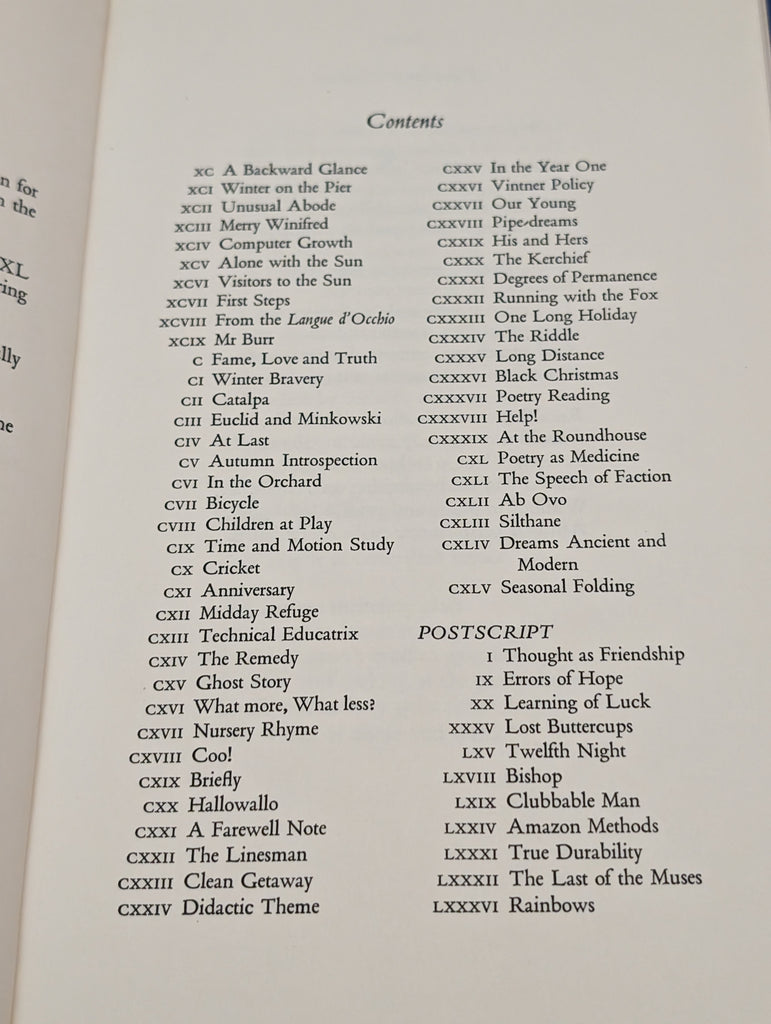 n for
the
XL
ring
lly
ne
Contents
XC A Backward Glance
XCI Winter on the Pier
XCII Unusual Abode
XCIII Merry Winifred
XCIV Computer Growth
XCV Alone with the Sun
XCVI Visitors to the Sun
XCVII First Steps
XCVIII From the Langue d'Occhio
XCIX Mr Burr
C Fame, Love and Truth
CI Winter Bravery
CII Catalpa
CIII Euclid and Minkowski
CIV At Last
CV Autumn Introspection
CVI In the Orchard
CVII Bicycle
CVIII Children at Play
CIX Time and Motion Study
CX Cricket
CXI Anniversary
CXII Midday Refuge
CXIII Technical Educatrix
CXIV The Remedy
CXV Ghost Story
CXVI What more, What less?
CXVII Nursery Rhyme
CXVIII Coo!
CXIX Briefly
CXX Hallowallo
CXXI A Farewell Note
CXXII The Linesman
CXXIII Clean Getaway
CXXIV Didactic Theme
CXXV In the Year One
CXXVI Vintner Policy
CXXVII Our Young
CXXVIII Pipe-dreams
CXXIX His and Hers
CXXX The Kerchief
CXXXI Degrees of Permanence
CXXXII Running with the Fox
CXXXIII One Long Holiday
CXXXIV The Riddle
CXXXV Long Distance
CXXXVI Black Christmas
CXXXVII Poetry Reading
CXXXVIII Help!
CXXXIX At the Roundhouse
CXL Poetry as Medicine
CXLI The Speech of Faction
CXLII Ab Ovo
CXLIII Silthane
CXLIV Dreams Ancient and
Modern
CXLV Seasonal Folding
POSTSCRIPT
I Thought as Friendship
IX Errors of Hope
XX Learning of Luck
XXXV Lost Buttercups
LXV Twelfth Night
LXVIII Bishop
LXIX Clubbable Man
LXXIV Amazon Methods
LXXXI True Durability
LXXXII The Last of the Muses
LXXXVI Rainbows